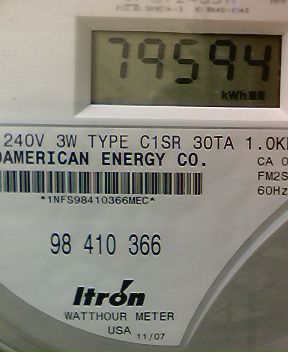 79594
kWh
240V 3W TYPE C1SR 30TA 1.0K
AMERICAN ENERGY CO.
CA 0
FM2S
60Hz
*1NFS98410366MEC*
98 410 366
Itron
WATTHOUR METER
USA 11/07